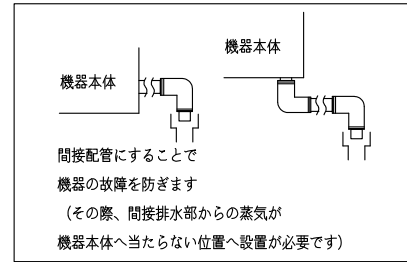 機器本体
機器本体
間接配管にすることで
機器の故障を防ぎます
（その際、間接排水部からの蒸気が
機器本体へ当たらない位置へ設置が必要です）